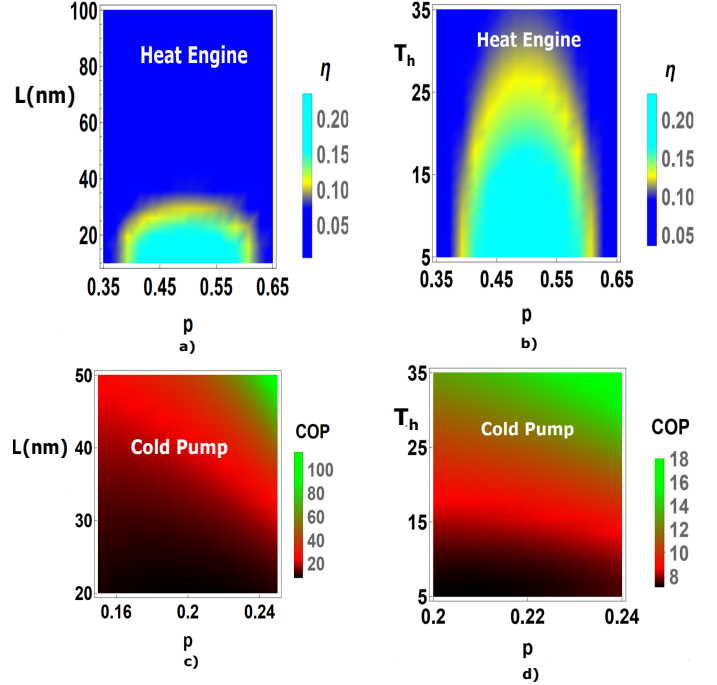 100
80
60
40
20
L(nm)
Heat Engine
0.35
0.45
0.55
0.65
p
a)
η
0.20
0.15
0.10
0.05
35
25
15
5
T_h
Heat Engine
0.35
0.45
0.55
0.65
p
b)
η
0.20
0.15
0.10
0.05
50
40
30
20
L(nm)
Cold Pump
0.16
0.2
0.24
p
c)
COP
100
80
60
40
20
35
25
15
5
T_h
Cold Pump
0.2
0.22
0.24
p
d)
COP
18
16
14
12
10
8